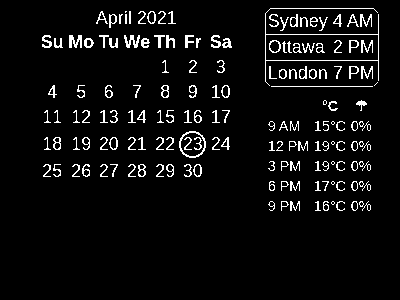 April 2021
Su Mo Tu We Th Fr Sa
1 2 3
4 5 6 7 8 9 10
11 12 13 14 15 16 17
18 19 20 21 22 23 24
25 26 27 28 29 30
Sydney 4 AM
Ottawa 2 PM
London 7 PM
°C ☂
9 AM 15°C 0%
12 PM 19°C 0%
3 PM 19°C 0%
6 PM 17°C 0%
9 PM 16°C 0%